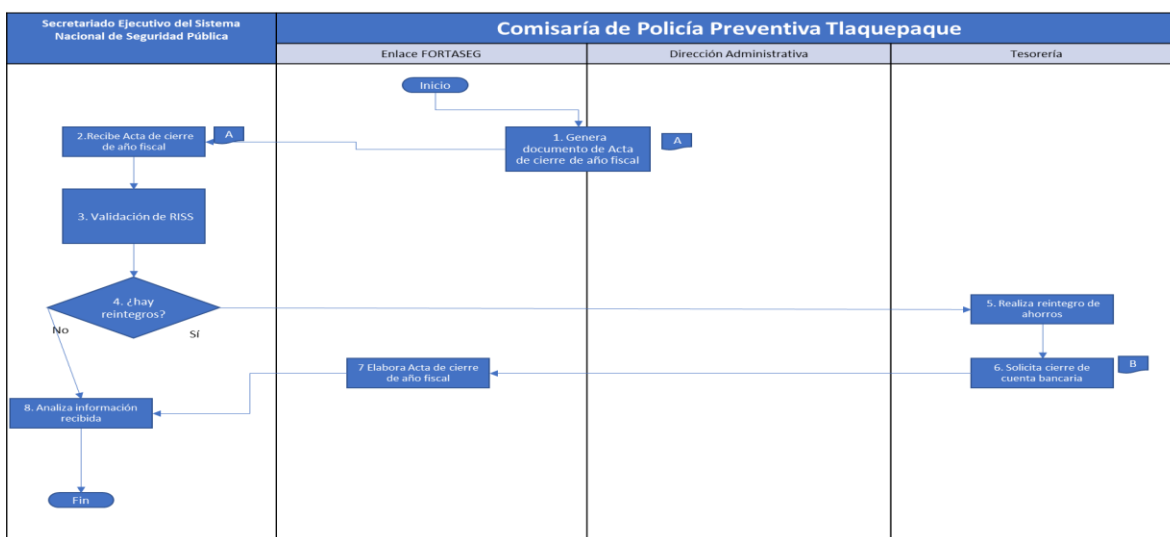 Secretariado Ejecutivo del Sistema
Nacional de Seguridad Pública
Comisaría de Policía Preventiva Tlaquepaque
Enlace FORTASEG
Dirección Administrativa
Tesorería
Inicio
1. Genera
documento de Acta
de cierre de año fiscal
A
2.Recibe Acta de cierre
de año fiscal
A
3. Validación de RISS
4. ¿hay
reintegros?
No
Sí
5. Realiza reintegro de
ahorros
6. Solicita cierre de
cuenta bancaria
B
7 Elabora Acta de cierre
de año fiscal
8. Analiza información
recibida
Fin